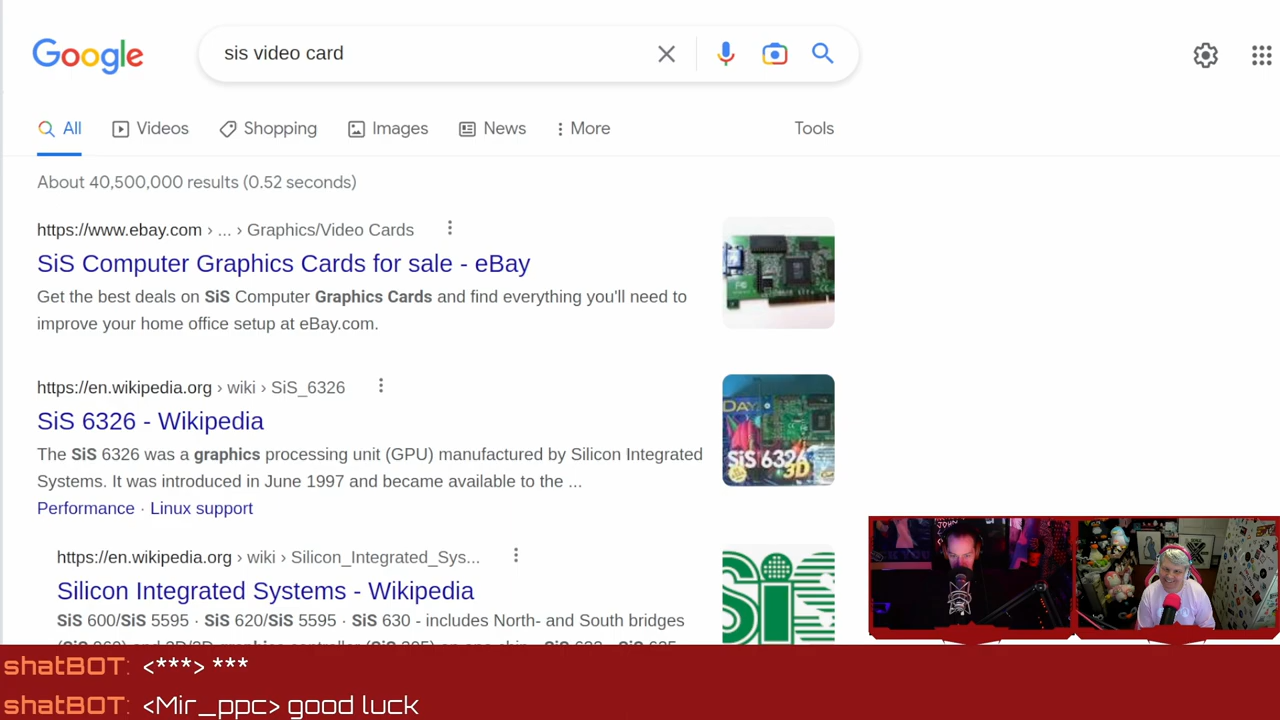 Google
sis video card
All
Videos
Shopping
Images
News
More
Tools
About 40,500,000 results (0.52 seconds)
https://www.ebay.com › ... › Graphics/Video Cards
SiS Computer Graphics Cards for sale - eBay
Get the best deals on SiS Computer Graphics Cards and find everything you'll need to
improve your home office setup at eBay.com.
https://en.wikipedia.org › wiki › SiS_6326
SiS 6326 - Wikipedia
The SiS 6326 was a graphics processing unit (GPU) manufactured by Silicon Integrated
Systems. It was introduced in June 1997 and became available to the ...
Performance · Linux support
DAY
SiS 6326
3D
https://en.wikipedia.org › wiki › Silicon_Integrated_Sys...
Silicon Integrated Systems - Wikipedia
SiS 600/SiS 5595 · SiS 620/SiS 5595 · SiS 630 - includes North- and South bridges
SiS
shatBOT: <***> ***
shatBOT: <Mir_ppc> good luck